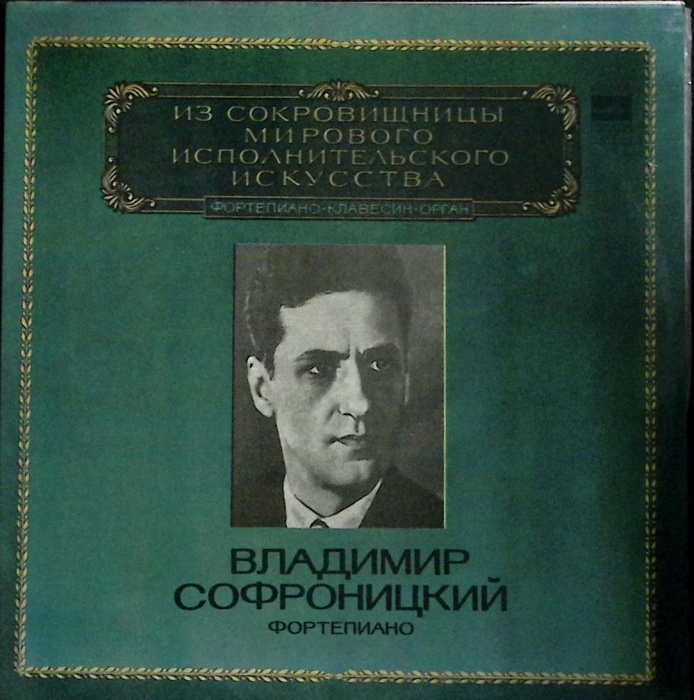 ИЗ СОКРОВИЩНИЦЫ
МИРОВОГО
ИСПОЛНИТЕЛЬСКОГО
ИСКУССТВА
ФОРТЕПИАНО·КЛАВЕСИН·ОРГАН
ВЛАДИМИР
СОФРОНИЦКИЙ
ФОРТЕПИАНО